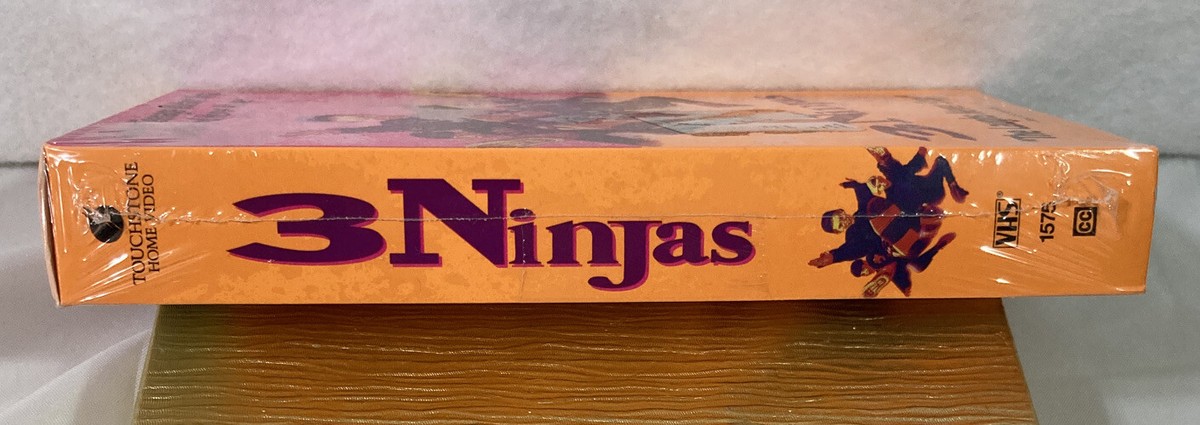 TOUCHSTONE
HOME VIDEO
3 Ninjas
VHS
1575
CC